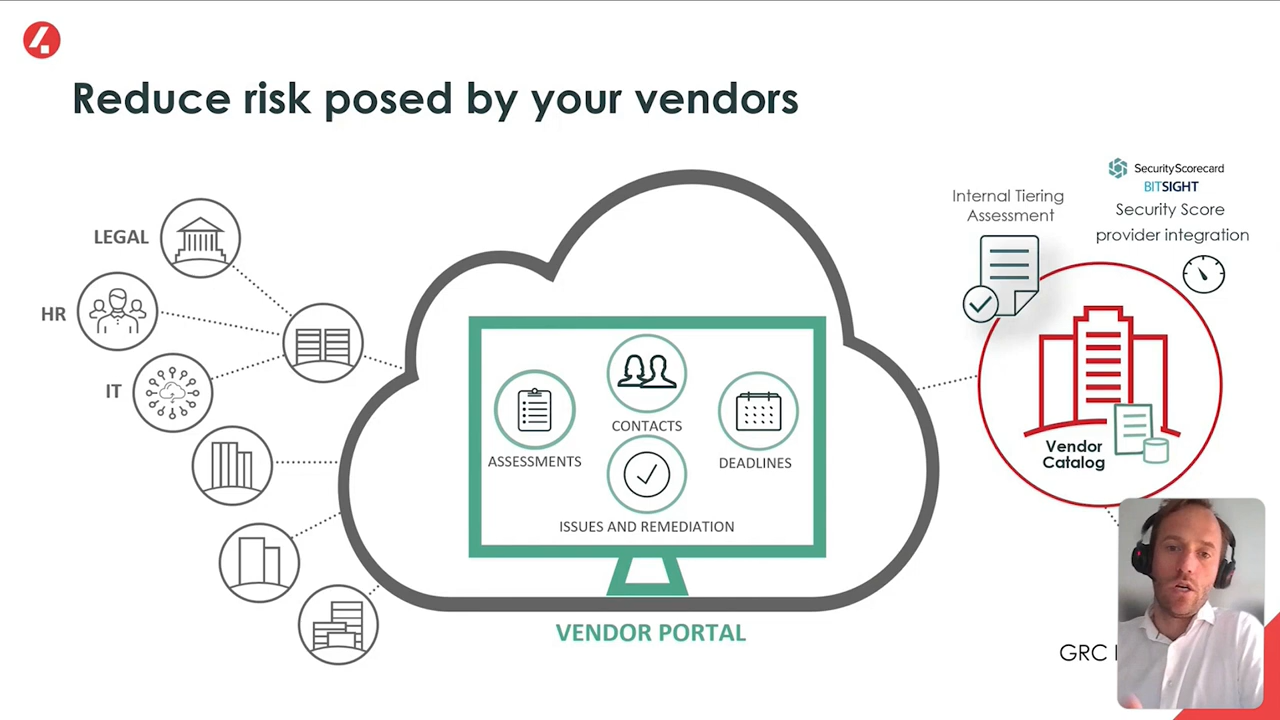 Reduce risk posed by your vendors
LEGAL
HR
IT
ASSESSMENTS
CONTACTS
DEADLINES
ISSUES AND REMEDIATION
VENDOR PORTAL
Internal Tiering
Assessment
SecurityScorecard
BITSIGHT
Security Score
provider integration
Vendor
Catalog
GRC